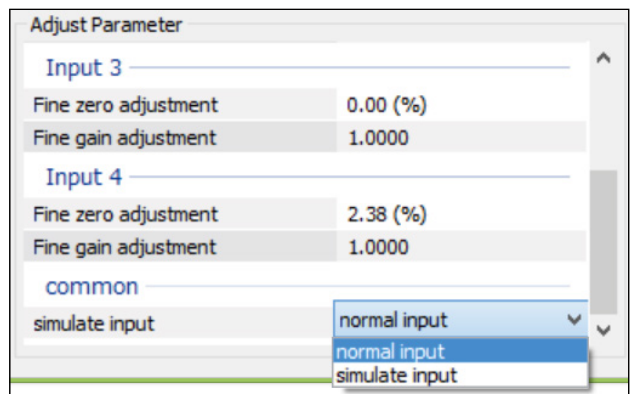 Adjust Parameter
Input 3
Fine zero adjustment 0.00 (%)
Fine gain adjustment 1.0000
Input 4
Fine zero adjustment 2.38 (%)
Fine gain adjustment 1.0000
common
simulate input normal input
normal input
simulate input